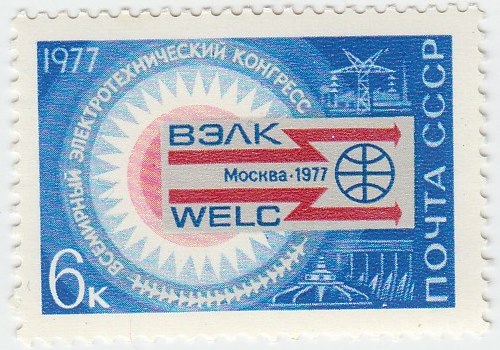 1977
ВСЕМИРНЫЙ ЭЛЕКТРОТЕХНИЧЕСКИЙ КОНГРЕСС
ВЭЛК
Москва·1977
WELC
6к
ПОЧТА СССР